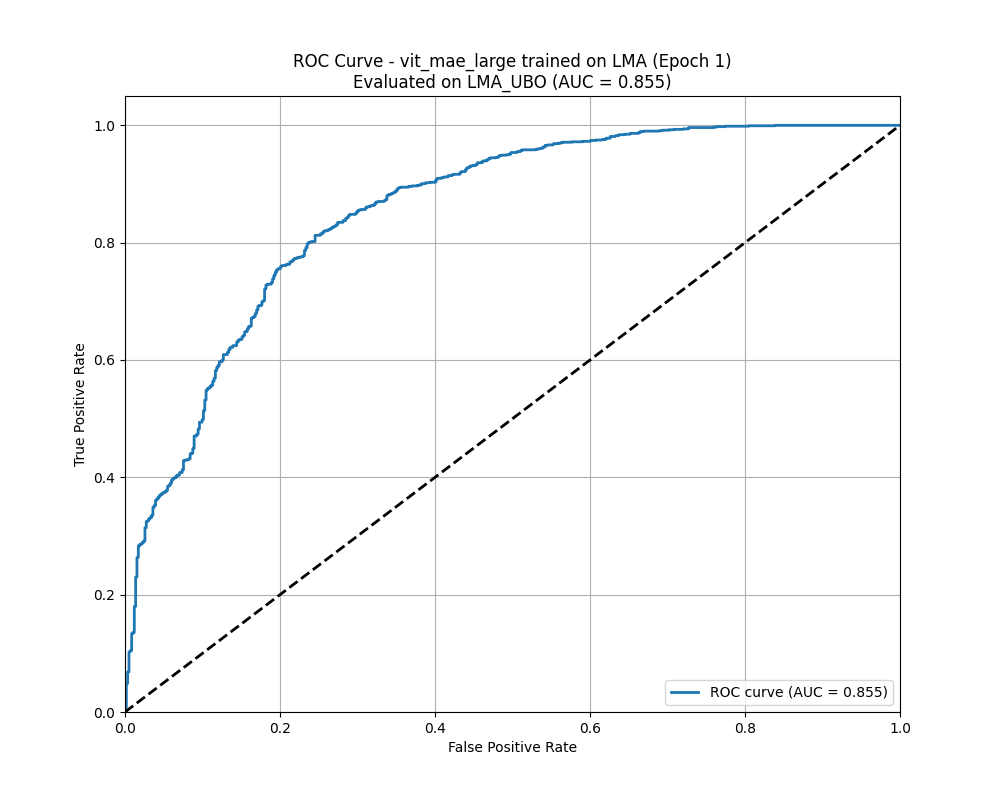 ROC Curve - vit_mae_large trained on LMA (Epoch 1)
Evaluated on LMA_UBO (AUC = 0.855)
True Positive Rate
1.0
0.8
0.6
0.4
0.2
0.0
0.0 0.2 0.4 0.6 0.8 1.0
False Positive Rate
ROC curve (AUC = 0.855)